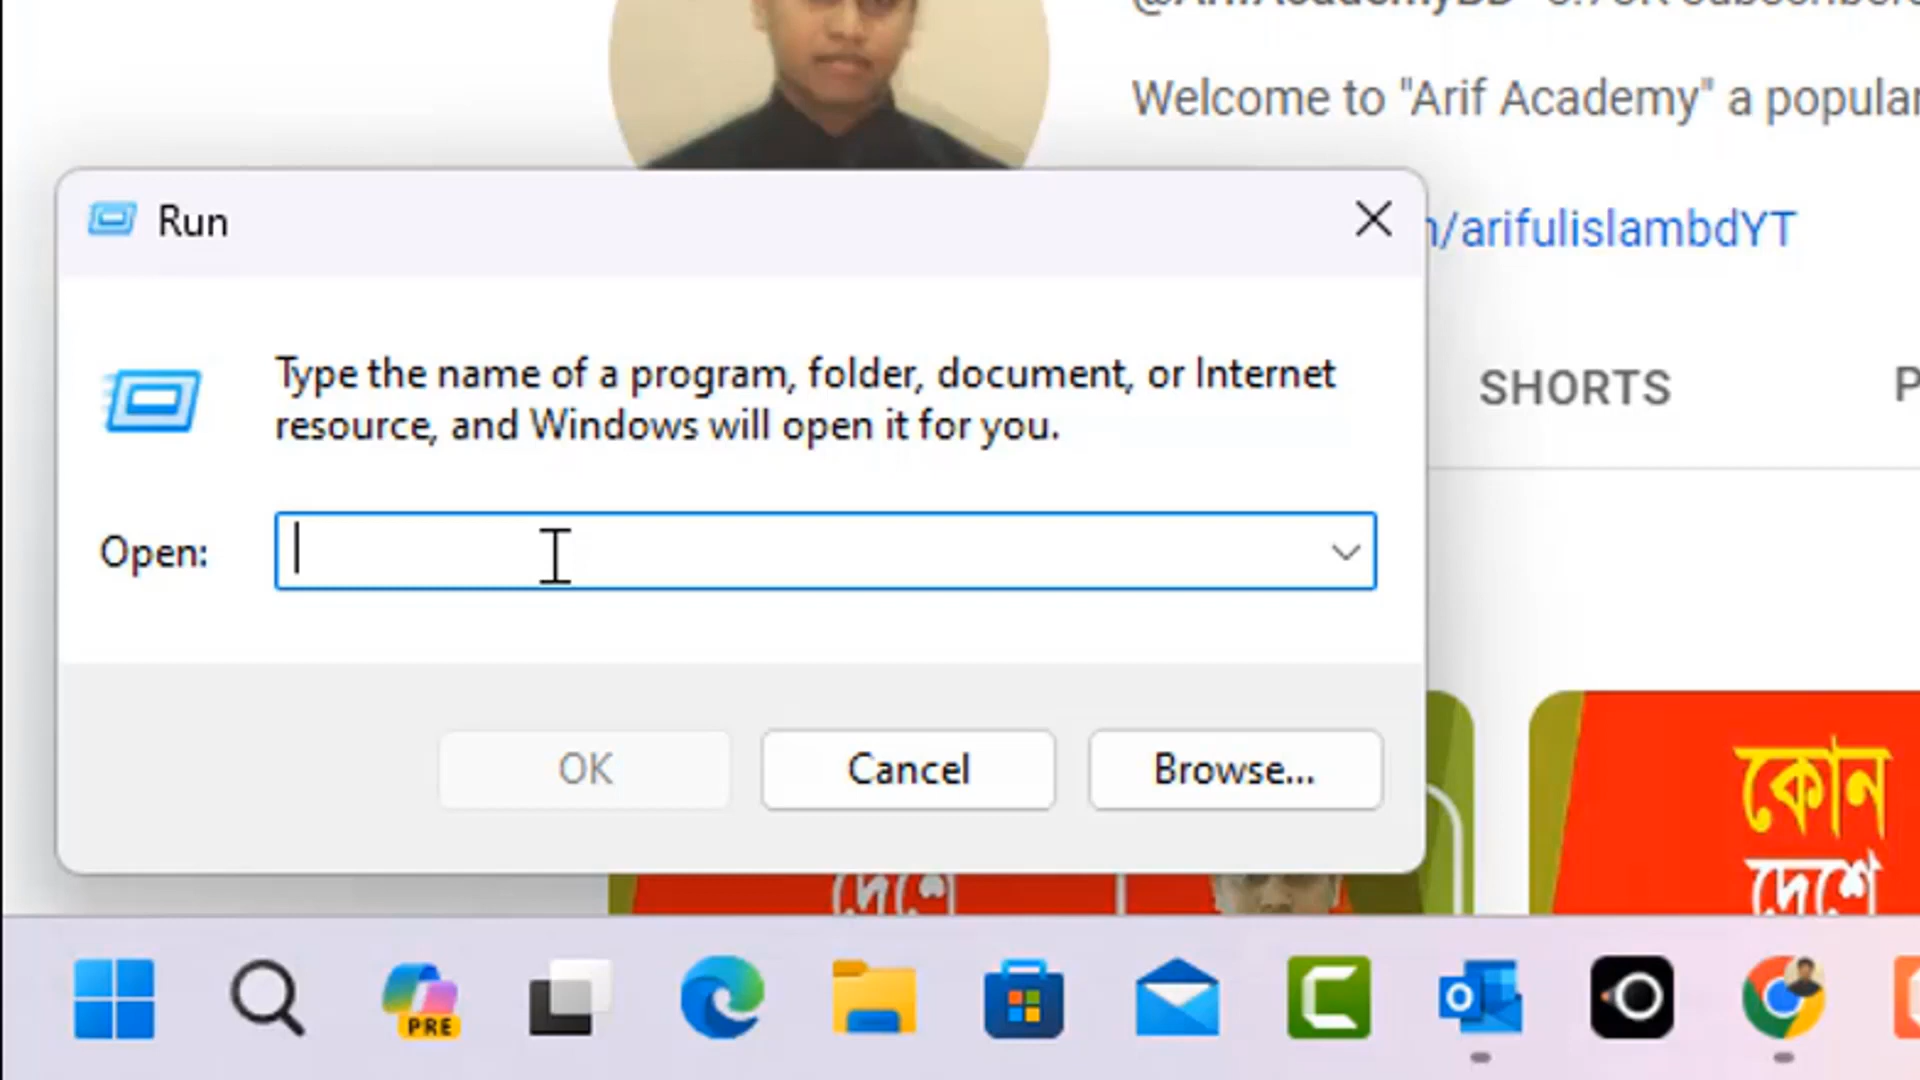 Welcome to "Arif Academy" a popular
Run
/arifulislambdYT
Type the name of a program, folder, document, or Internet
resource, and Windows will open it for you.
SHORTS
Open:
OK
Cancel
Browse...
কোন
দেশে
দেশে
PRE